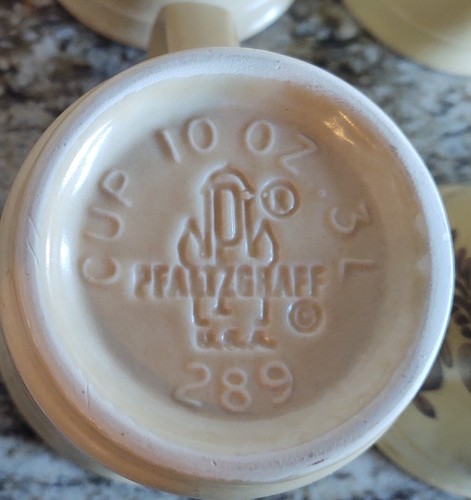 CUP 10 OZ. .3 L
P ®
PFALTZGRAFF
©
U.S.A.
289